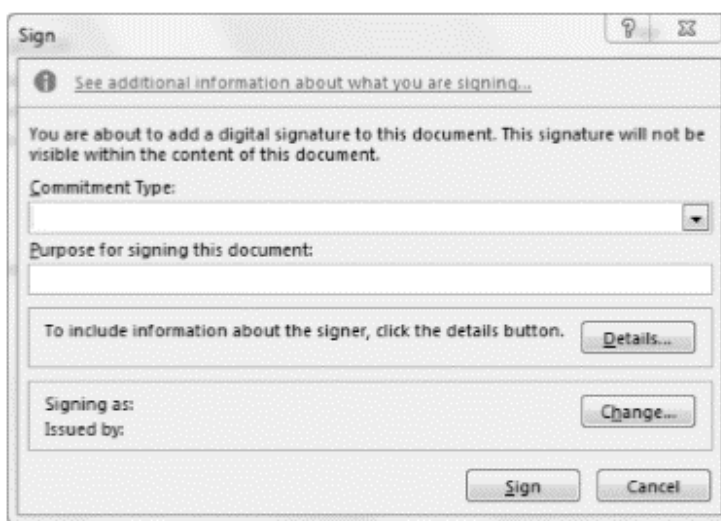 Sign
See additional information about what you are signing...
You are about to add a digital signature to this document. This signature will not be
visible within the content of this document.
Commitment Type:
Purpose for signing this document:
To include information about the signer, click the details button.
Details...
Signing as:
Change...
Issued by:
Sign
Cancel